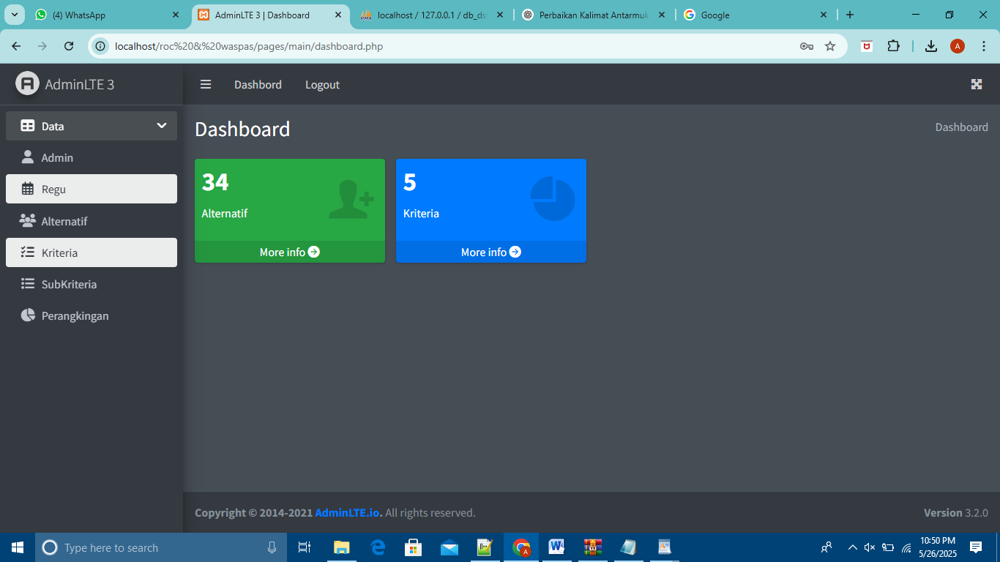 (4) WhatsApp
AdminLTE 3 | Dashboard
localhost / 127.0.0.1 / db_ds
Perbaikan Kalimat Antarmuk
Google
localhost/roc%20&%20waspas/pages/main/dashboard.php
A
AdminLTE 3
Dashbord
Logout
Data
Dashboard
Dashboard
Admin
Regu
Alternatif
Kriteria
SubKriteria
Perangkingan
34
Alternatif
More info
5
Kriteria
More info
Copyright © 2014-2021 AdminLTE.io. All rights reserved.
Version 3.2.0
Type here to search
10:50 PM
5/26/2025